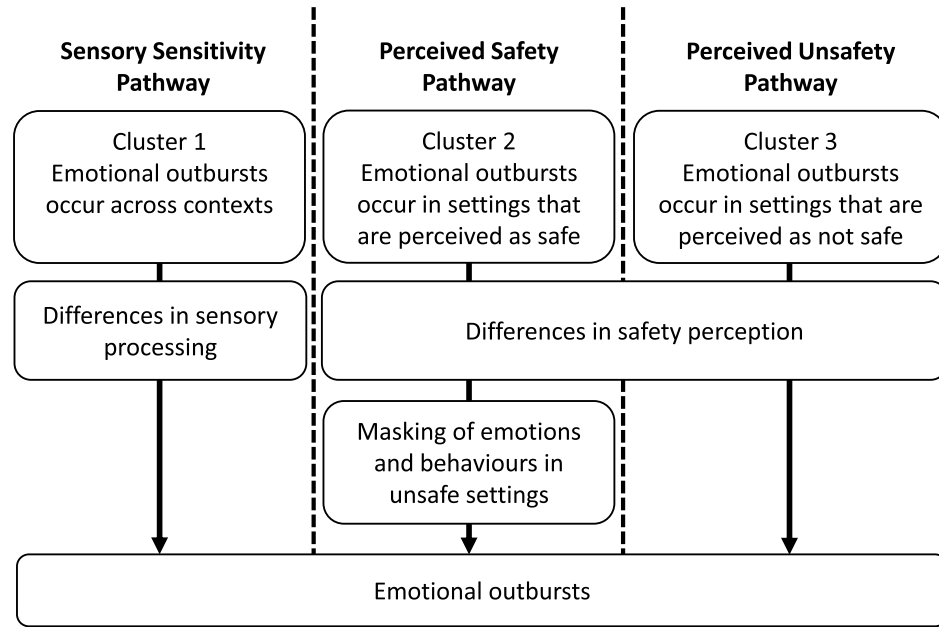 Sensory Sensitivity
Pathway
Perceived Safety
Pathway
Perceived Unsafety
Pathway
Cluster 1
Emotional outbursts
occur across contexts
Cluster 2
Emotional outbursts
occur in settings that
are perceived as safe
Cluster 3
Emotional outbursts
occur in settings that are
perceived as not safe
Differences in sensory
processing
Differences in safety perception
Masking of emotions
and behaviours in
unsafe settings
Emotional outbursts